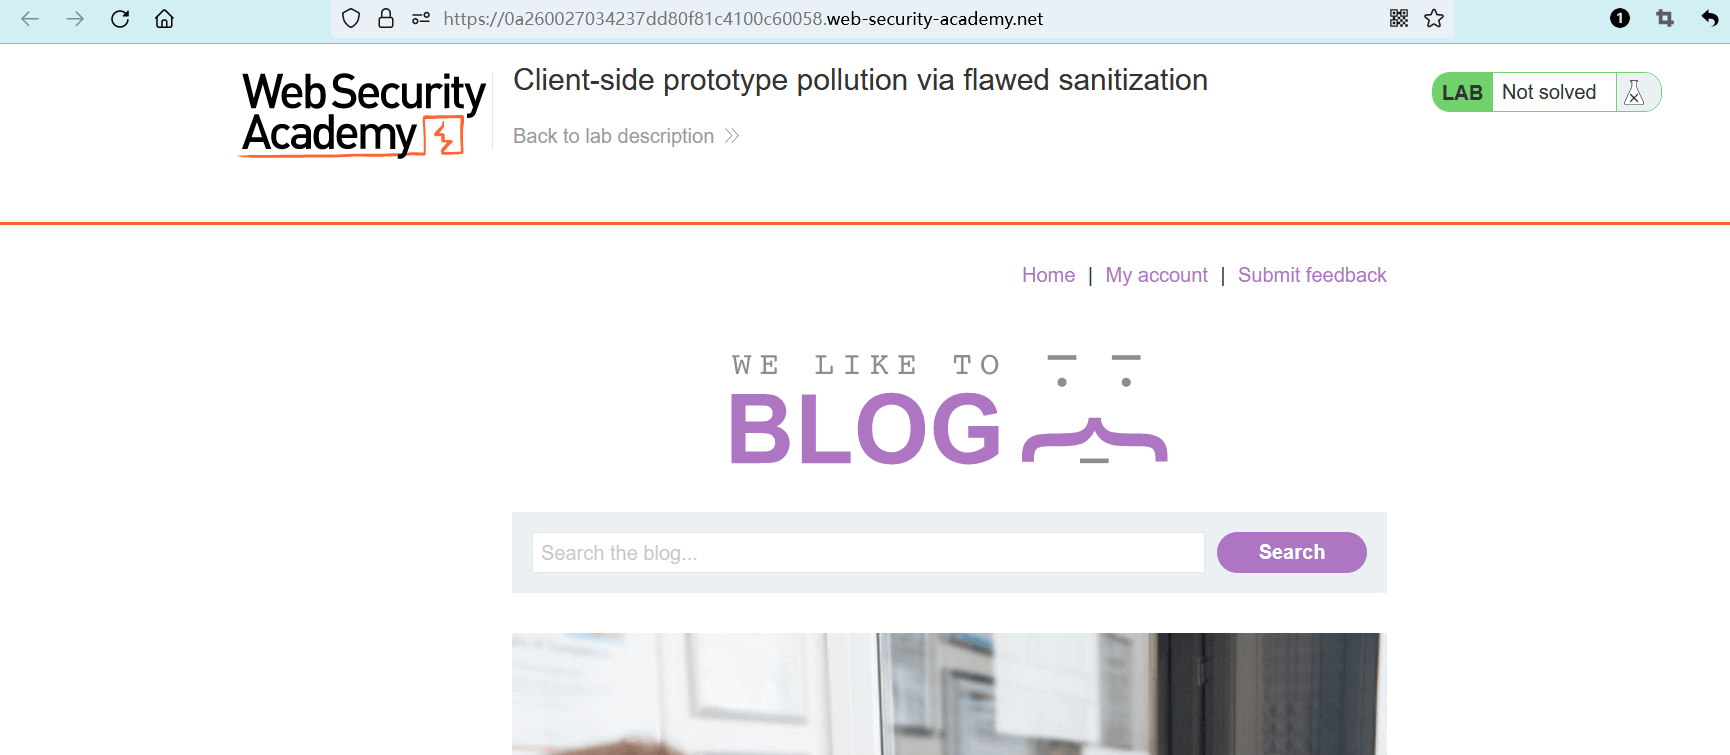 https://0a260027034237dd80f81c4100c60058.web-security-academy.net
1
Web Security
Academy
Client-side prototype pollution via flawed sanitization
Back to lab description
LAB Not solved
Home | My account | Submit feedback
WE LIKE TO
BLOG
Search the blog...
Search